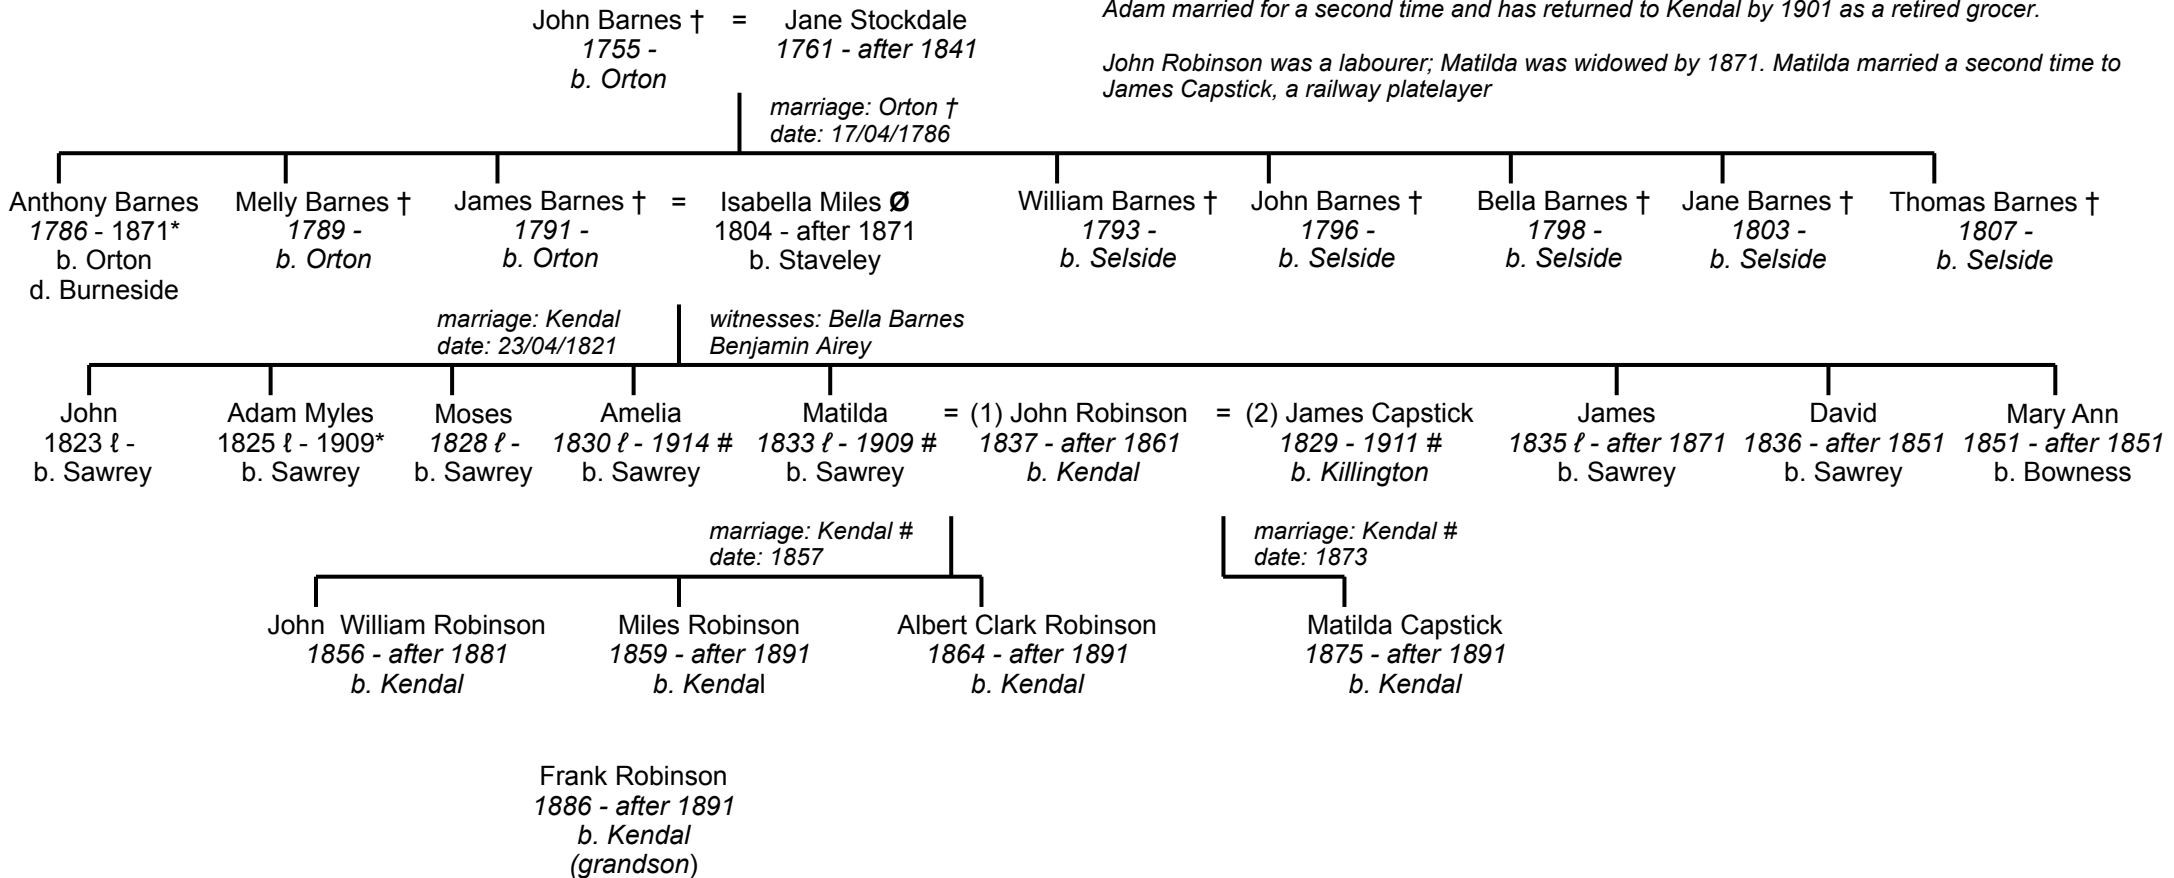 Adam married for a second time and has returned to Kendal by 1901 as a retired grocer.
John Robinson was a labourer; Matilda was widowed by 1871. Matilda married a second time to
James Capstick, a railway platelayer
John Barnes † = Jane Stockdale
1755 - 1761 - after 1841
b. Orton
marriage: Orton †
date: 17/04/1786
Anthony Barnes Melly Barnes † James Barnes † = Isabella Miles Ø William Barnes † John Barnes † Bella Barnes † Jane Barnes † Thomas Barnes †
1786 - 1871* 1789 - 1791 - 1804 - after 1871 1793 - 1796 - 1798 - 1803 - 1807 -
b. Orton b. Orton b. Orton b. Staveley b. Selside b. Selside b. Selside b. Selside b. Selside
d. Burneside
marriage: Kendal witnesses: Bella Barnes
date: 23/04/1821 Benjamin Airey
John Adam Myles Moses Amelia Matilda = (1) John Robinson = (2) James Capstick James David Mary Ann
1823 ℓ - 1825 ℓ - 1909* 1828 ℓ - 1830 ℓ - 1914 # 1833 ℓ - 1909 # 1837 - after 1861 1829 - 1911 # 1835 ℓ - after 1871 1836 - after 1851 1851 - after 1851
b. Sawrey b. Sawrey b. Sawrey b. Sawrey b. Sawrey b. Kendal b. Killington b. Sawrey b. Sawrey b. Bowness
marriage: Kendal # marriage: Kendal #
date: 1857 date: 1873
John William Robinson Miles Robinson Albert Clark Robinson Matilda Capstick
1856 - after 1881 1859 - after 1891 1864 - after 1891 1875 - after 1891
b. Kendal b. Kendal b. Kendal b. Kendal
Frank Robinson
1886 - after 1891
b. Kendal
(grandson)